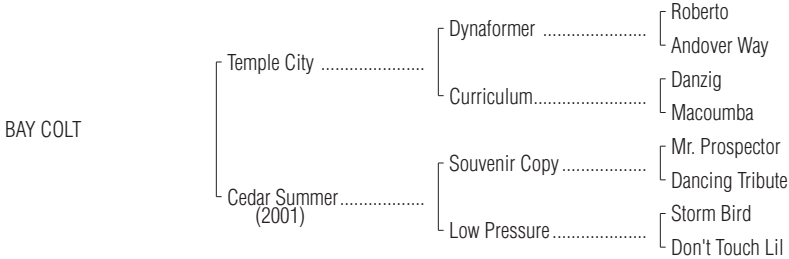 Roberto
Dynaformer ......................
Andover Way
Temple City ......................
Danzig
Curriculum........................
Macoumba
BAY COLT
Mr. Prospector
Souvenir Copy ..................
Dancing Tribute
Cedar Summer..................
(2001)
Storm Bird
Low Pressure....................
Don't Touch Lil